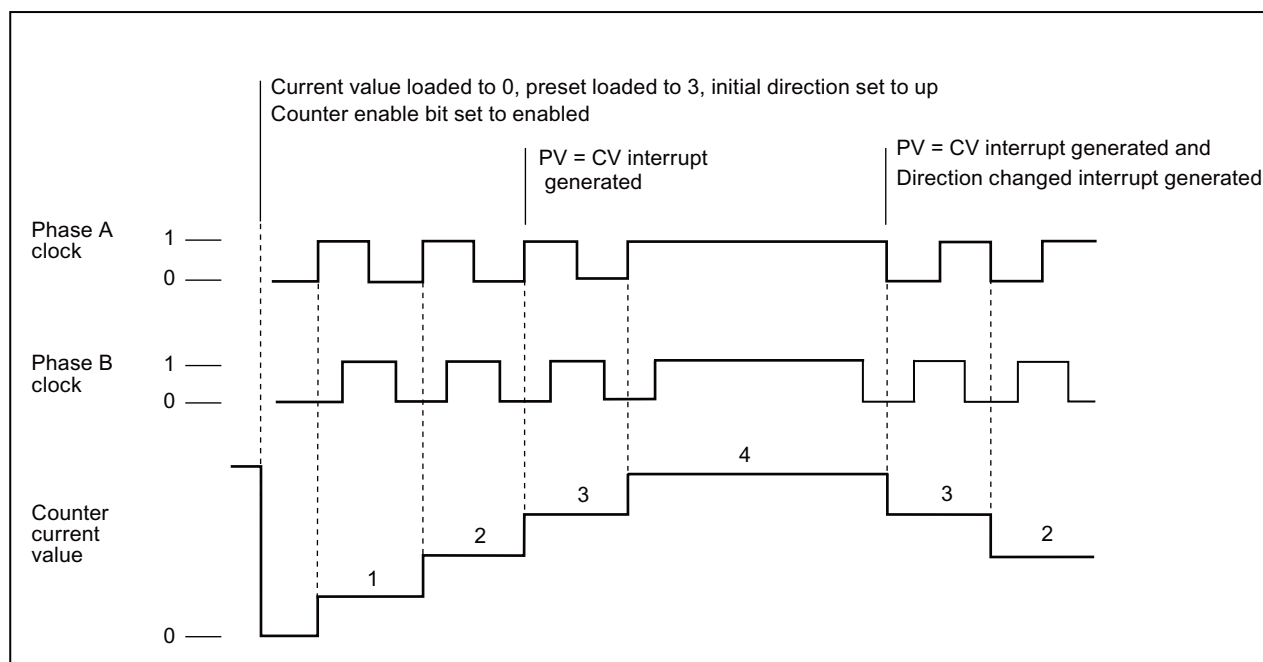 Current value loaded to 0, preset loaded to 3, initial direction set to up
Counter enable bit set to enabled
PV = CV interrupt
generated
PV = CV interrupt generated and
Direction changed interrupt generated
Phase A
clock
1
0
Phase B
clock
1
0
Counter
current
value
0
1
2
3
4
3
2